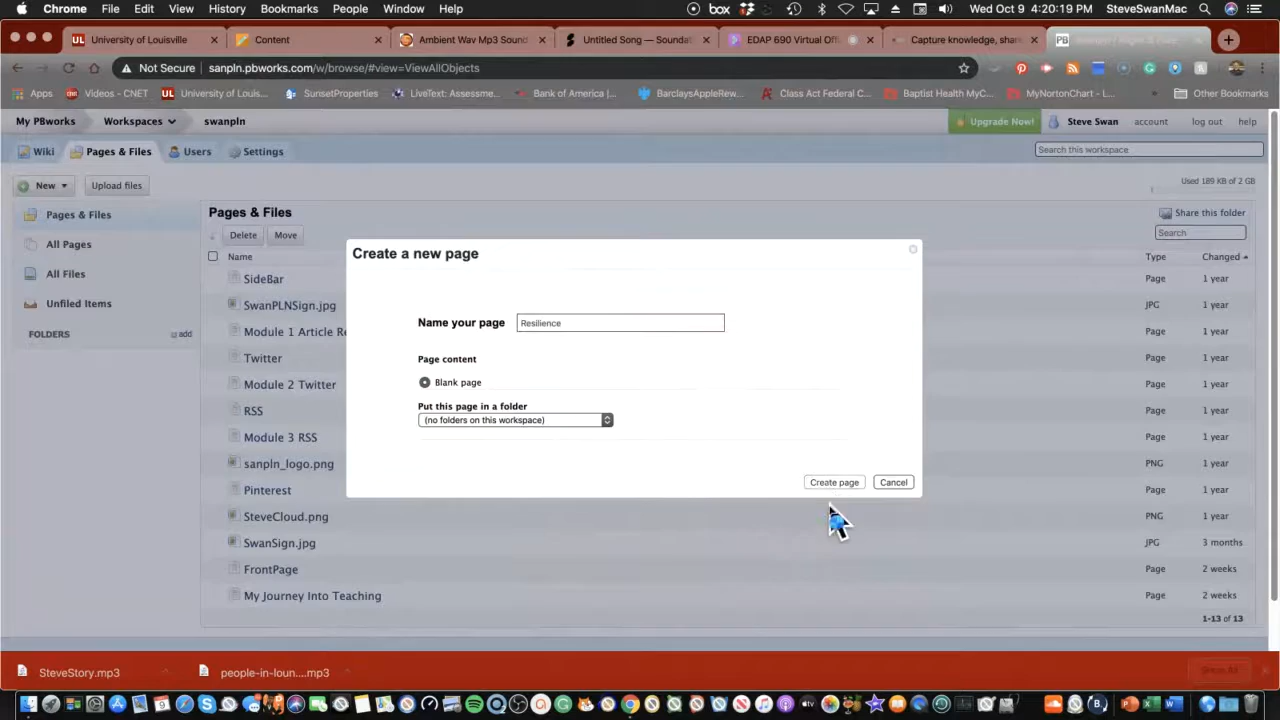 Chrome File Edit View History Bookmarks People Window Help box Wed Oct 9 4:20:19 PM SteveSwanMac
University of Louisville × Content × Ambient Wav Mp3 Sound × Untitled Song — Soundat × EDAP 690 Virtual Offi × Capture knowledge, shar ×
Not Secure sanpln.pbworks.com/w/browse/#view=ViewAllObjects
Apps Videos - CNET University of Louis... SunsetProperties LiveText: Assessme... Bank of America |... BarclaysAppleRew... Class Act Federal C... Baptist Health MyC... MyNortonChart - L... » Other Bookmarks
My PBworks Workspaces swanpln Upgrade Now! Steve Swan account log out help
Wiki Pages & Files Users Settings Search this workspace
New Upload files Used 189 KB of 2 GB
Pages & Files Pages & Files Share this folder
Delete Move Search
All Pages Name Type Changed
All Files SideBar Page 1 year
Unfiled Items SwanPLNSign.jpg JPG 1 year
FOLDERS add Module 1 Article Re Page 1 year
Twitter Page 1 year
Module 2 Twitter Page 1 year
RSS Page 1 year
Module 3 RSS Page 1 year
sanpln_logo.png PNG 1 year
Pinterest Page 1 year
SteveCloud.png PNG 1 year
SwanSign.jpg JPG 3 months
FrontPage Page 2 weeks
My Journey Into Teaching Page 2 weeks
1-13 of 13
Create a new page
Name your page Resilience
Page content
Blank page
Put this page in a folder
(no folders on this workspace)
Create page Cancel
SteveStory.mp3 people-in-loun....mp3 Show All